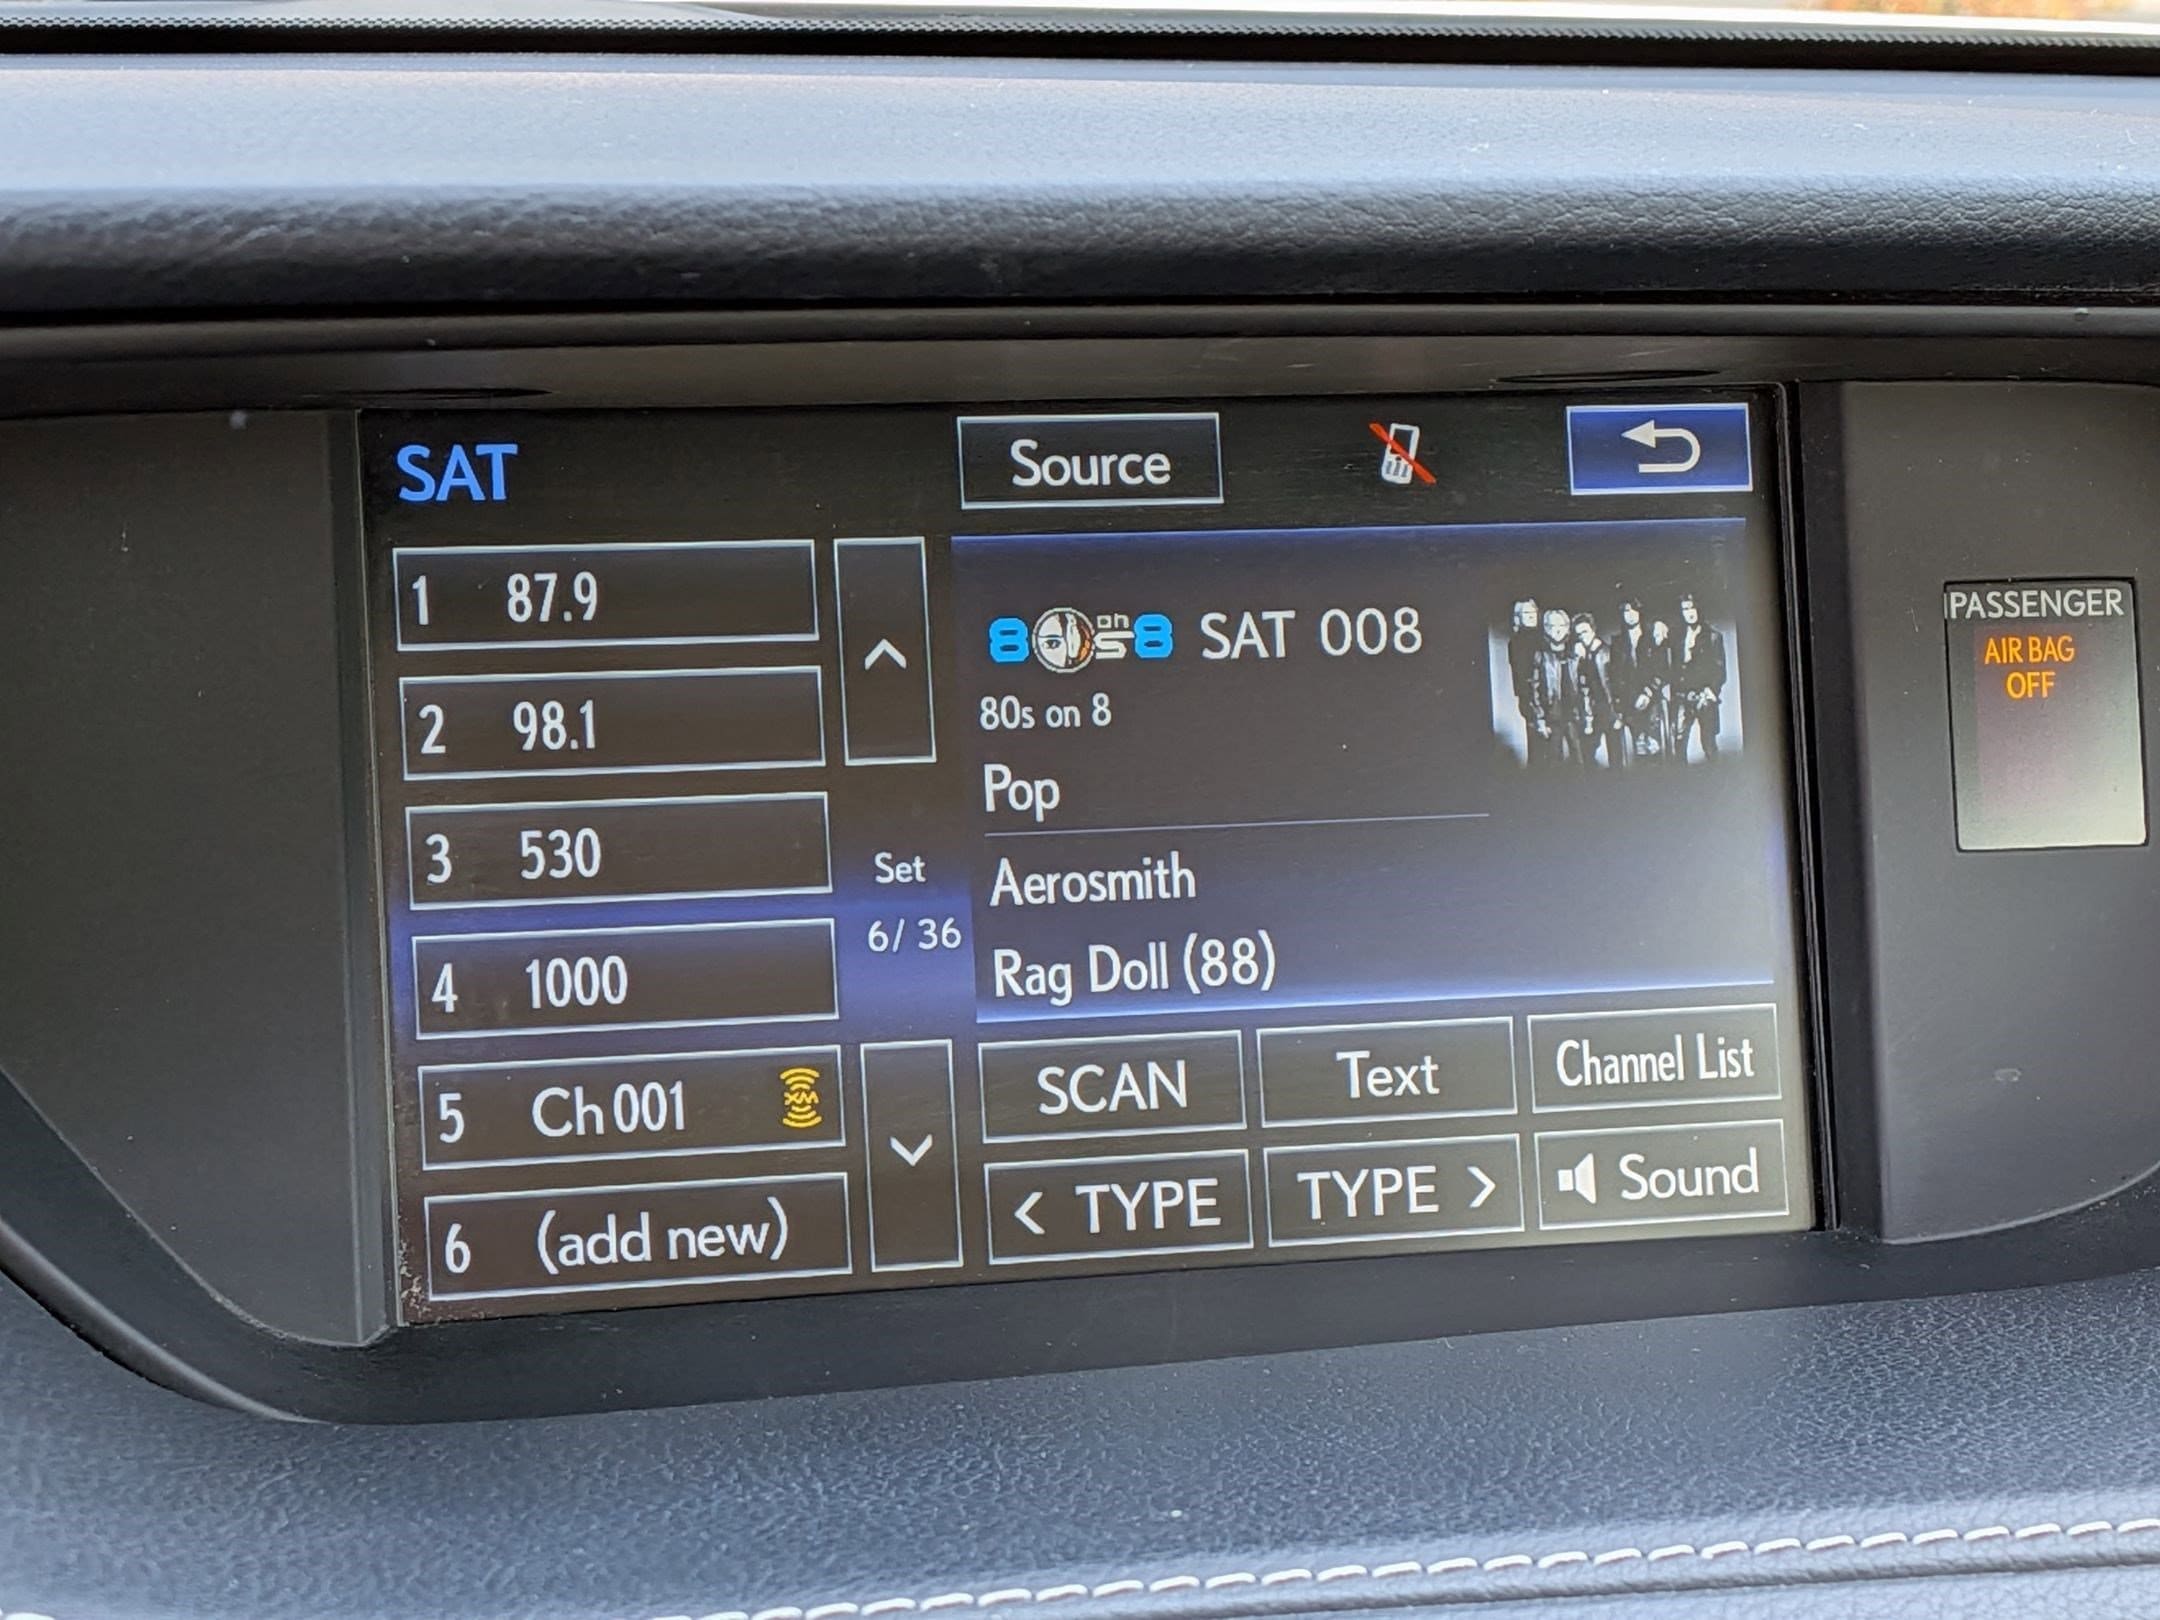 SAT
Source
1 87.9
2 98.1
3 530
4 1000
5 Ch 001 XM
6 (add new)
Set
6/ 36
80s on 8 SAT 008
80s on 8
Pop
Aerosmith
Rag Doll (88)
SCAN
Text
Channel List
< TYPE
TYPE >
Sound
PASSENGER
AIR BAG
OFF